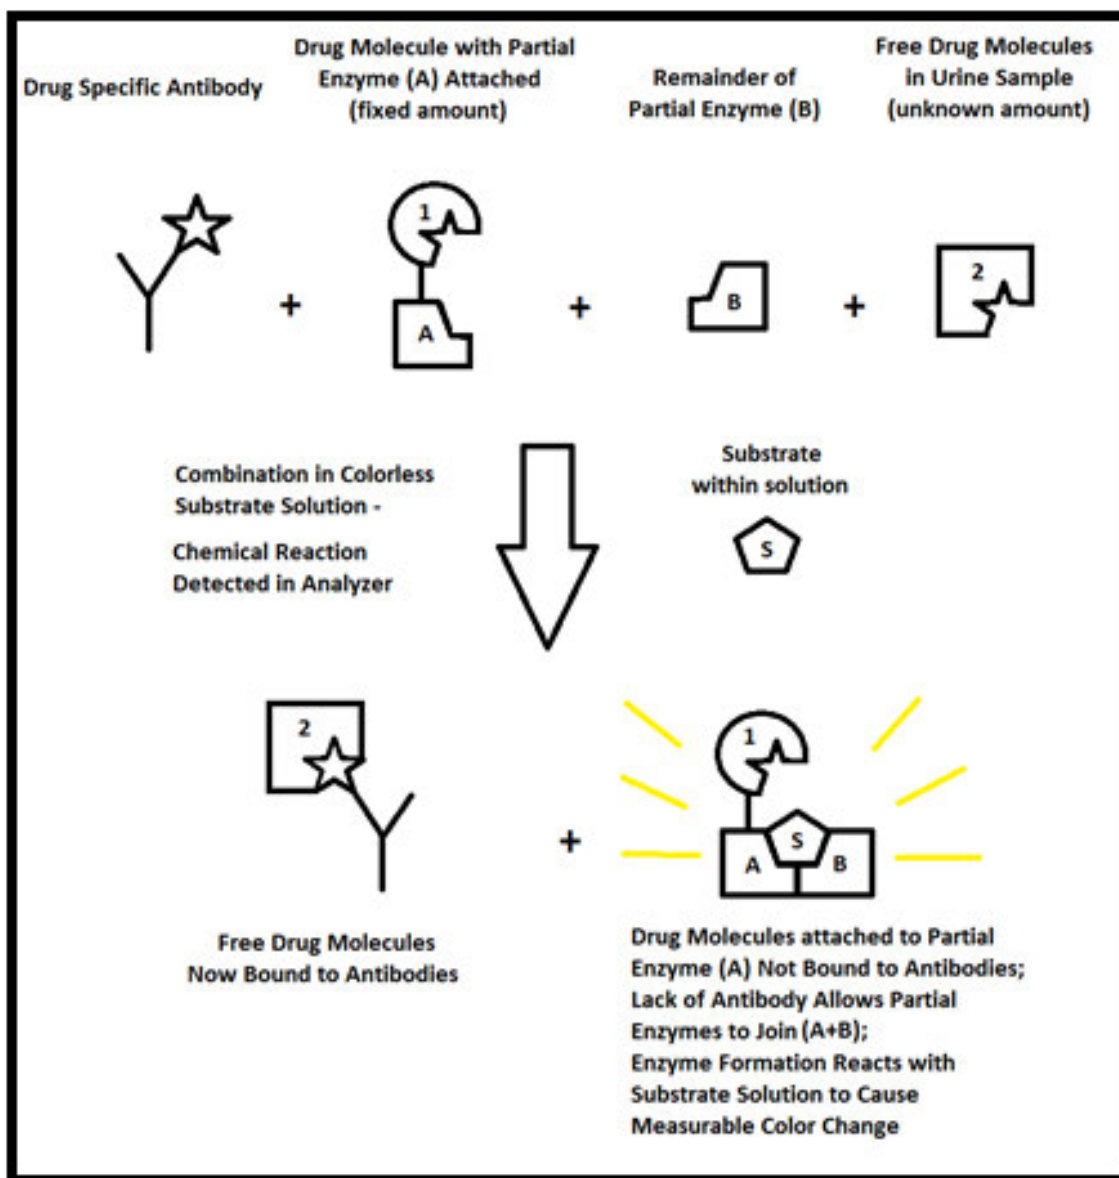 Drug Specific Antibody
Drug Molecule with Partial
Enzyme (A) Attached
(fixed amount)
Remainder of
Partial Enzyme (B)
Free Drug Molecules
in Urine Sample
(unknown amount)
1
A
+
+
B
+
2
Combination in Colorless
Substrate Solution -
Chemical Reaction
Detected in Analyzer
Substrate
within solution
S
2
+
1
A
S
B
Free Drug Molecules
Now Bound to Antibodies
Drug Molecules attached to Partial
Enzyme (A) Not Bound to Antibodies;
Lack of Antibody Allows Partial
Enzymes to Join (A+B);
Enzyme Formation Reacts with
Substrate Solution to Cause
Measurable Color Change